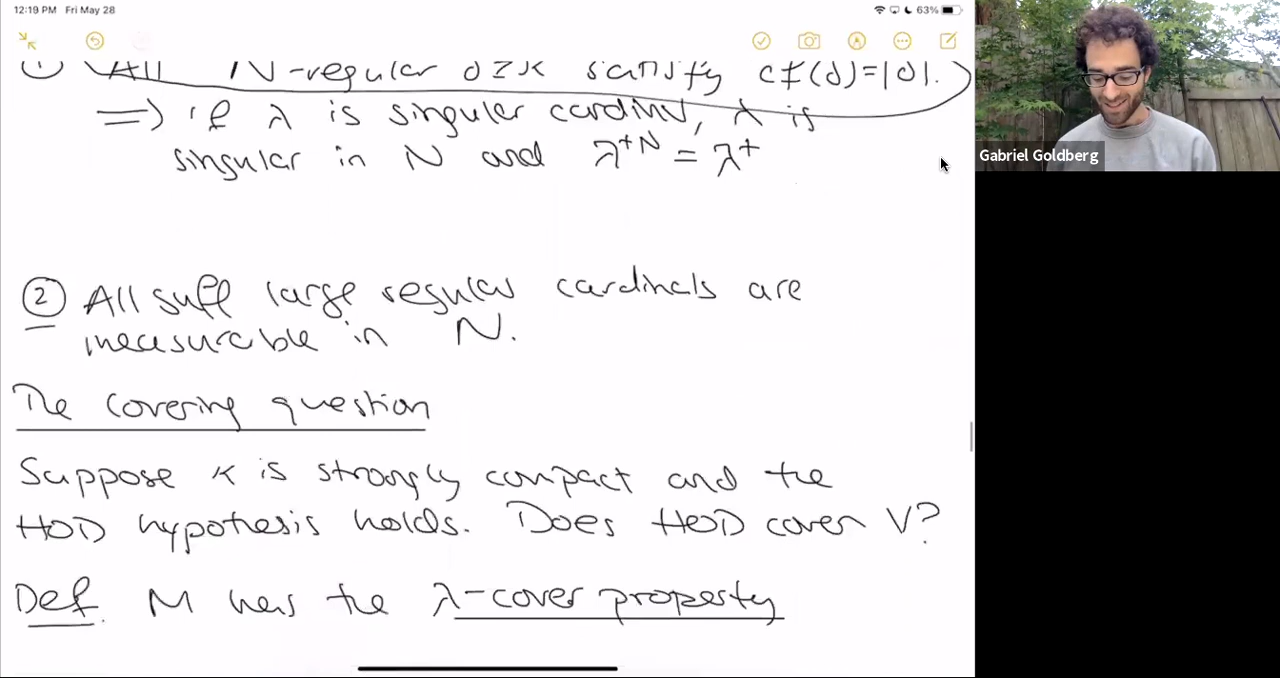 12:19 PM Fri May 28
63%
① All N-regular δ≥κ satisfy cf(δ)=|δ|.
⇒ if λ is singular cardinal, λ is
singular in N and λ^{+N} = λ^+
② All suff large regular cardinals are
measurable in N.
The covering question
Suppose κ is strongly compact and the
HOD hypothesis holds. Does HOD cover V?
Def. M has the λ-cover property
Gabriel Goldberg